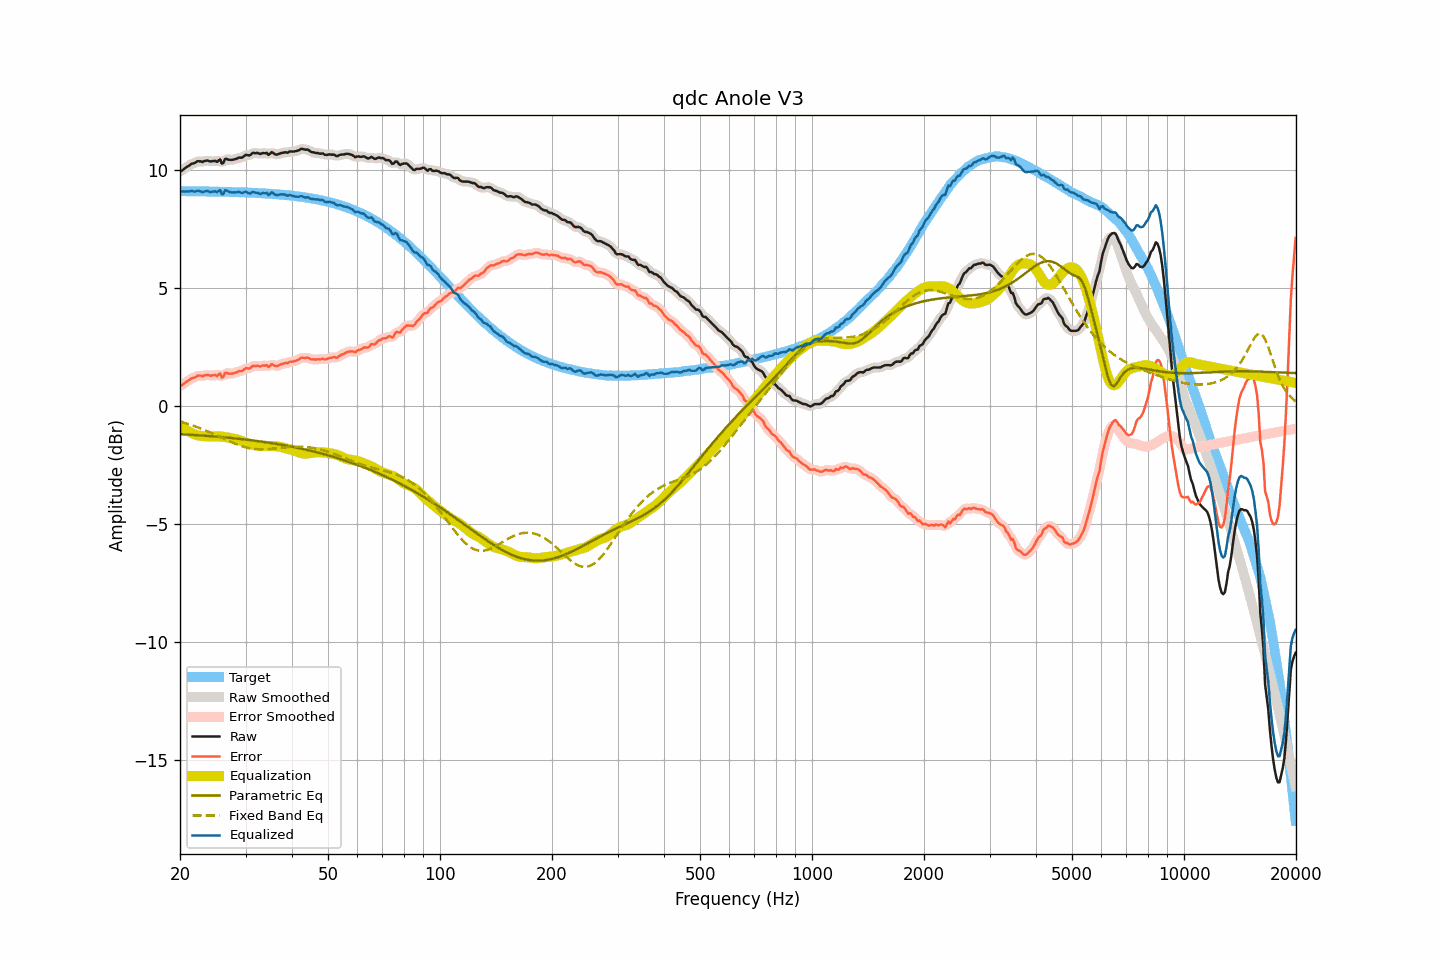 qdc Anole V3
10
5
0
−5
−10
−15
Amplitude (dBr)
Target
Raw Smoothed
Error Smoothed
Raw
Error
Equalization
Parametric Eq
Fixed Band Eq
Equalized
20 50 100 200 500 1000 2000 5000 10000 20000
Frequency (Hz)